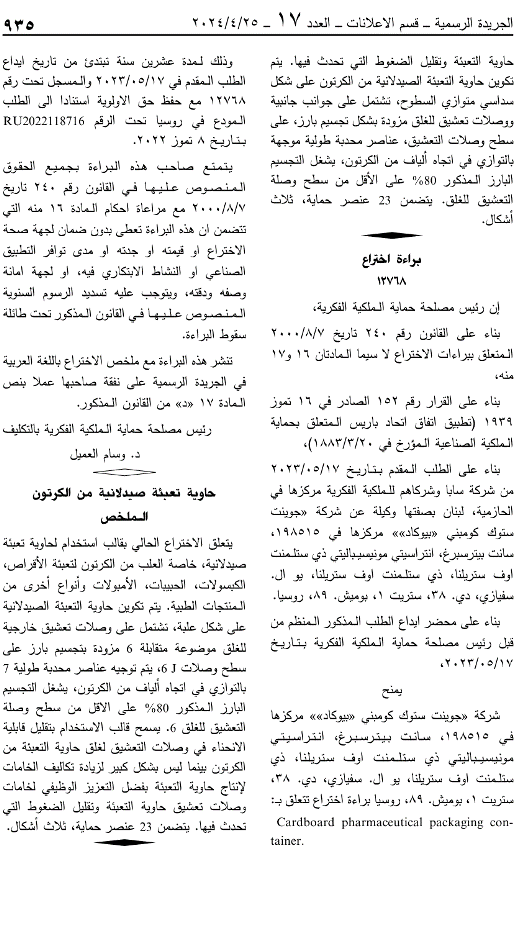 الجريدة الرسمية ــ قسم الاعلانات ــ العدد ١٧ ــ ٢٠٢٤/٤/٢٥
٩٣٥
حاوية التعبئة وتقليل الضغوط التي تحدث فيها. يتم
تكوين حاوية التعبئة الصيدلانية من الكرتون على شكل
سداسي متوازي السطوح، تشتمل على جوانب جانبية
ووصلات تعشيق للغلق مزودة بشكل تجسيم بارز، على
سطح وصلات التعشيق، عناصر محدبة طولية موجهة
بالتوازي في اتجاه ألياف من الكرتون، يشغل التجسيم
البارز المذكور 80% على الأقل من سطح وصلة
التعشيق للغلق. يتضمن 23 عنصر حماية، ثلاث
أشكال.
براءة اختراع
١٢٧٦٨
إن رئيس مصلحة حماية الملكية الفكرية،
بناء على القانون رقم ٢٤٠ تاريخ ٢٠٠٠/٨/٧
المتعلق ببراءات الاختراع لا سيما المادتان ١٦ و١٧
منه،
بناء على القرار رقم ١٥٢ الصادر في ١٦ تموز
١٩٣٩ (تطبيق اتفاق اتحاد باريس المتعلق بحماية
الملكية الصناعية المؤرخ في ١٨٨٣/٣/٢٠)،
بناء على الطلب المقدم بتاريخ ٢٠٢٣/٠٥/١٧
من شركة سابا وشركاهم للملكية الفكرية مركزها في
الحازمية، لبنان بصفتها وكيلة عن شركة «جوينت
ستوك كومبني «بيوكاد»» مركزها في ١٩٨٥١٥،
سانت بيترسبرغ، انتراسيتي مونيسيباليتي ذي ستلمنت
اوف ستريلنا، ذي ستلمنت اوف ستريلنا، يو ال.
سفيازي، دي. ٣٨، ستريت ١، بوميش. ٨٩، روسيا.
بناء على محضر ايداع الطلب المذكور المنظم من
قبل رئيس مصلحة حماية الملكية الفكرية بتاريخ
٢٠٢٣/٠٥/١٧،
يمنح
شركة «جوينت ستوك كومبني «بيوكاد»» مركزها
في ١٩٨٥١٥، سانت بيترسبرغ، انتراسيتي
مونيسيباليتي ذي ستلمنت اوف ستريلنا، ذي
ستلمنت اوف ستريلنا، يو ال. سفيازي، دي. ٣٨،
ستريت ١، بوميش. ٨٩، روسيا براءة اختراع تتعلق بـ:
Cardboard pharmaceutical packaging con-
tainer.
وذلك لمدة عشرين سنة تبتدئ من تاريخ ايداع
الطلب المقدم في ٢٠٢٣/٠٥/١٧ والمسجل تحت رقم
١٢٧٦٨ مع حفظ حق الاولوية استنادا الى الطلب
المودع في روسيا تحت الرقم RU2022118716
بتاريخ ٨ تموز ٢٠٢٢.
يتمتع صاحب هذه البراءة بجميع الحقوق
المنصوص عليها في القانون رقم ٢٤٠ تاريخ
٢٠٠٠/٨/٧ مع مراعاة احكام المادة ١٦ منه التي
تتضمن ان هذه البراءة تعطى بدون ضمان لجهة صحة
الاختراع او قيمته او جدته او مدى توافر التطبيق
الصناعي او النشاط الابتكاري فيه، او لجهة امانة
وصفه ودقته، ويتوجب عليه تسديد الرسوم السنوية
المنصوص عليها في القانون المذكور تحت طائلة
سقوط البراءة.
تنشر هذه البراءة مع ملخص الاختراع باللغة العربية
في الجريدة الرسمية على نفقة صاحبها عملا بنص
المادة ١٧ «د» من القانون المذكور.
رئيس مصلحة حماية الملكية الفكرية بالتكليف
د. وسام العميل
حاوية تعبئة صيدلانية من الكرتون
الملخص
يتعلق الاختراع الحالي بقالب استخدام لحاوية تعبئة
صيدلانية، خاصة العلب من الكرتون لتعبئة الأقراص،
الكبسولات، الحبيبات، الأمبولات وأنواع أخرى من
المنتجات الطبية. يتم تكوين حاوية التعبئة الصيدلانية
على شكل علبة، تشتمل على وصلات تعشيق خارجية
للغلق موضوعة متقابلة 6 مزودة بتجسيم بارز على
سطح وصلات J 6، يتم توجيه عناصر محدبة طولية 7
بالتوازي في اتجاه ألياف من الكرتون، يشغل التجسيم
البارز المذكور 80% على الاقل من سطح وصلة
التعشيق للغلق 6. يسمح قالب الاستخدام بتقليل قابلية
الانحناء في وصلات التعشيق لغلق حاوية التعبئة من
الكرتون بينما ليس بشكل كبير لزيادة تكاليف الخامات
لإنتاج حاوية التعبئة بفضل التعزيز الوظيفي لخامات
وصلات تعشيق حاوية التعبئة وتقليل الضغوط التي
تحدث فيها. يتضمن 23 عنصر حماية، ثلاث أشكال.